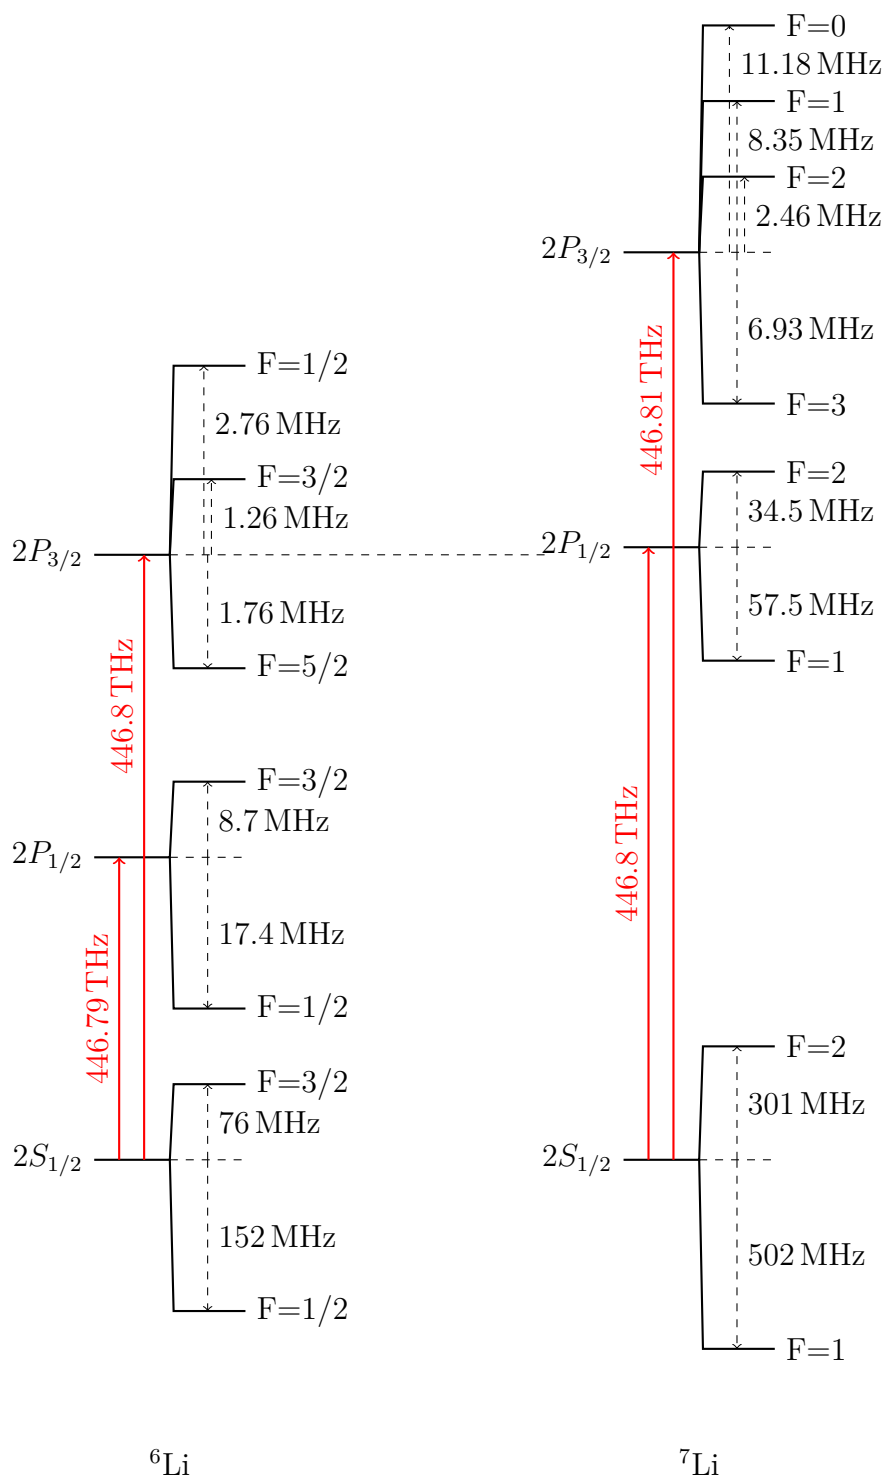 F=0
11.18 MHz
F=1
8.35 MHz
F=2
2.46 MHz
2P3/2
6.93 MHz
446.81 THz
F=3
F=2
34.5 MHz
2P1/2
57.5 MHz
F=1
446.8 THz
F=2
301 MHz
2S1/2
502 MHz
F=1
7Li
F=1/2
2.76 MHz
F=3/2
1.26 MHz
2P3/2
1.76 MHz
F=5/2
446.8 THz
F=3/2
8.7 MHz
2P1/2
17.4 MHz
446.79 THz
F=1/2
F=3/2
76 MHz
2S1/2
152 MHz
F=1/2
6Li